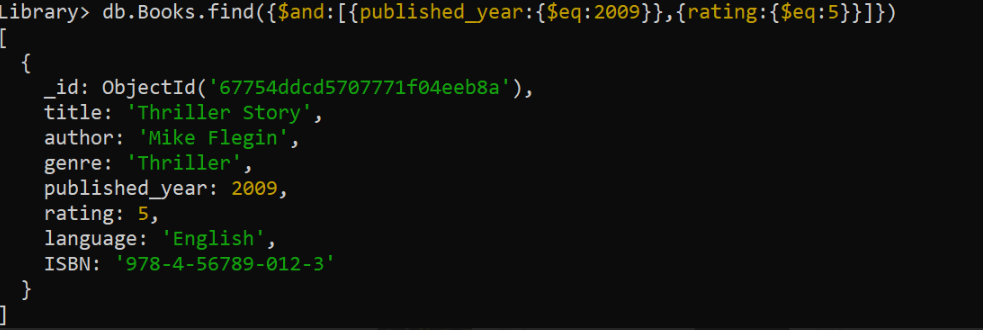 Library> db.Books.find({$and:[{published_year:{$eq:2009}},{rating:{$eq:5}}]})
[
  {
    _id: ObjectId('67754ddcd5707771f04eeb8a'),
    title: 'Thriller Story',
    author: 'Mike Flegin',
    genre: 'Thriller',
    published_year: 2009,
    rating: 5,
    language: 'English',
    ISBN: '978-4-56789-012-3'
  }
]